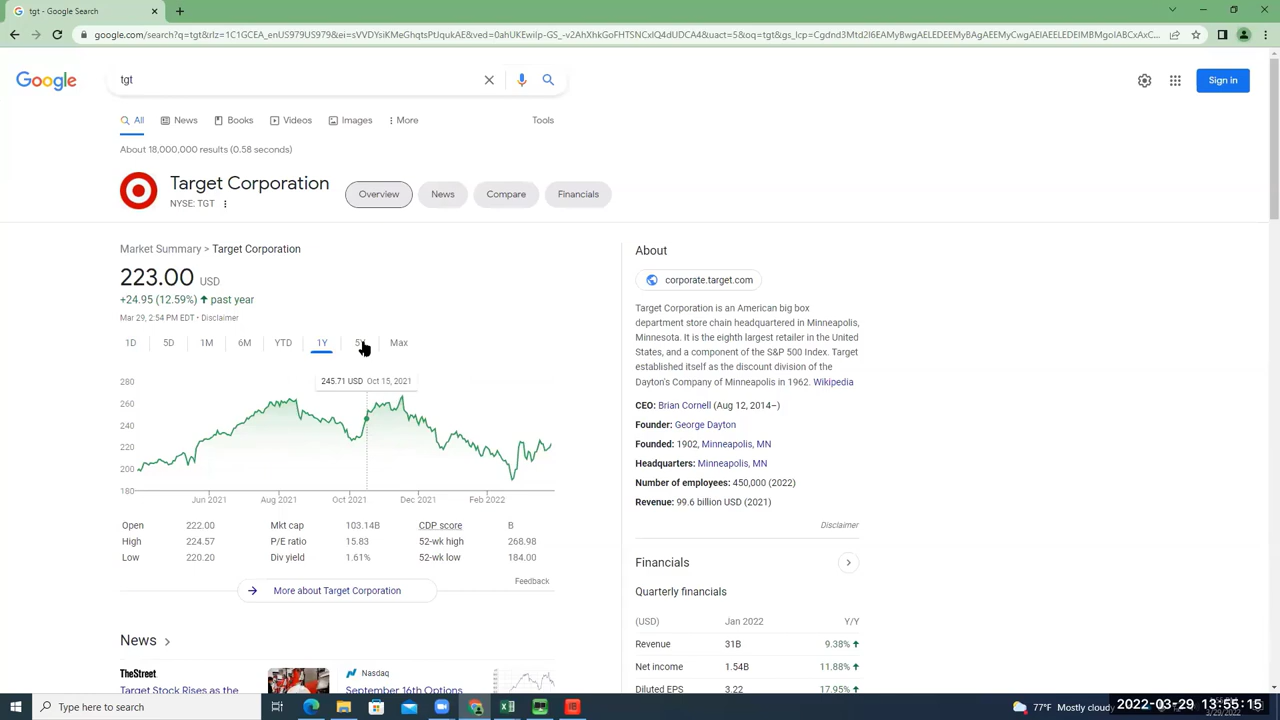 tgt - Google Search
google.com/search?q=tgt&rlz=1C1GCEA_enUS979US979&ei=sVVDYsiKMeGhqtsPtJqukAE&ved=0ahUKEwilp-GS_-v2AhXhkGoFHTSNCxIQ4dUDCA4&uact=5&oq=tgt&gs_lcp=Cgdnd3Mtd2l6EAMyBwgAELEDEEMyBAgAEEMyCwgAEIAEELEDEIMBMgoIABCxA...
Google
tgt
Sign in
All News Books Videos Images More Tools
About 18,000,000 results (0.58 seconds)
Target Corporation
NYSE: TGT
Overview News Compare Financials
Market Summary > Target Corporation
223.00 USD
+24.95 (12.59%) ↑ past year
Mar 29, 2:54 PM EDT • Disclaimer
1D 5D 1M 6M YTD 1Y 5Y Max
245.71 USD Oct 15, 2021
280
260
240
220
200
180
Jun 2021 Aug 2021 Oct 2021 Dec 2021 Feb 2022
Open 222.00 Mkt cap 103.14B CDP score B
High 224.57 P/E ratio 15.83 52-wk high 268.98
Low 220.20 Div yield 1.61% 52-wk low 184.00
Feedback
More about Target Corporation
News
TheStreet
Target Stock Rises as the
Nasdaq
September 16th Options
About
corporate.target.com
Target Corporation is an American big box
department store chain headquartered in Minneapolis,
Minnesota. It is the eighth largest retailer in the United
States, and a component of the S&P 500 Index. Target
established itself as the discount division of the
Dayton's Company of Minneapolis in 1962. Wikipedia
CEO: Brian Cornell (Aug 12, 2014–)
Founder: George Dayton
Founded: 1902, Minneapolis, MN
Headquarters: Minneapolis, MN
Number of employees: 450,000 (2022)
Revenue: 99.6 billion USD (2021)
Disclaimer
Financials
Quarterly financials
(USD) Jan 2022 Y/Y
Revenue 31B 9.38% ↑
Net income 1.54B 11.88% ↑
Diluted EPS 3.22 17.95% ↑
Type here to search
77°F Mostly cloudy
2022-03-29 13:55:15